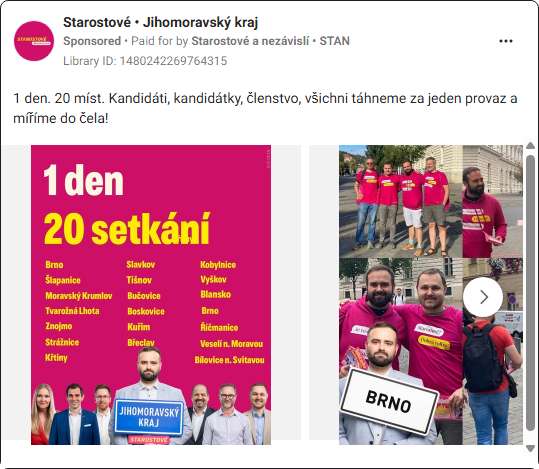 Starostové • Jihomoravský kraj
Sponsored • Paid for by Starostové a nezávislí • STAN
Library ID: 1480242269764315
1 den. 20 míst. Kandidáti, kandidátky, členstvo, všichni táhneme za jeden provaz a
míříme do čela!
STAROSTOVÉ
1 den
20 setkání
Brno
Šlapanice
Moravský Krumlov
Tvarožná Lhota
Znojmo
Strážnice
Křtiny
Slavkov
Tišnov
Bučovice
Boskovice
Kuřim
Břeclav
Kobylnice
Vyškov
Blansko
Brno
Říčmanice
Veselí n. Moravou
Bílovice n. Svitavou
JIHOMORAVSKÝ
KRAJ
STAROSTOVÉ
BRNO